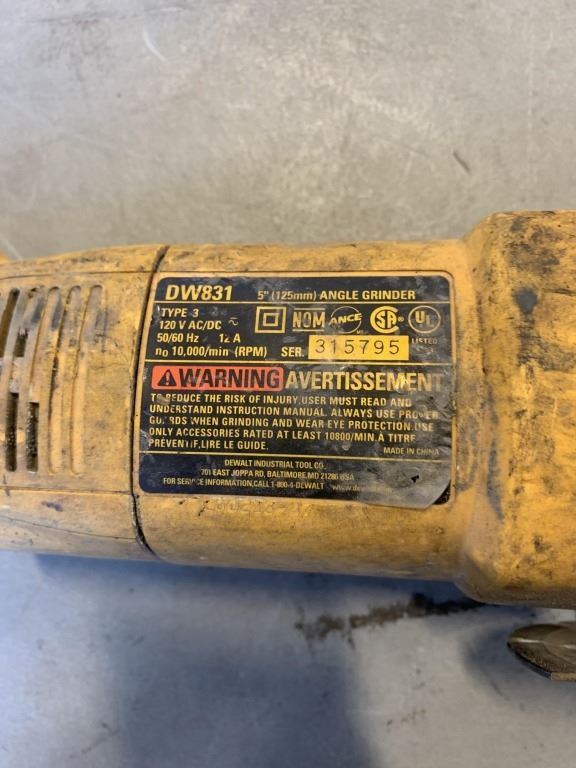 DW831 5" (125mm) ANGLE GRINDER
TYPE 3
120 V AC/DC
50/60 Hz 12 A
no 10,000/min (RPM) SER. 315795
NOM ANCE SA UL
LISTED
WARNING AVERTISSEMENT
TO REDUCE THE RISK OF INJURY,USER MUST READ AND
UNDERSTAND INSTRUCTION MANUAL. ALWAYS USE PROPER
GUARDS WHEN GRINDING AND WEAR EYE PROTECTION.USE
ONLY ACCESSORIES RATED AT LEAST 10800/MIN.A TITRE
PRÉVENTIF,LIRE LE GUIDE. MADE IN CHINA
DEWALT INDUSTRIAL TOOL CO.
701 EAST JOPPA RD, BALTIMORE,MD 21286 USA
FOR SERVICE INFORMATION,CALL 1-800-4-DEWALT